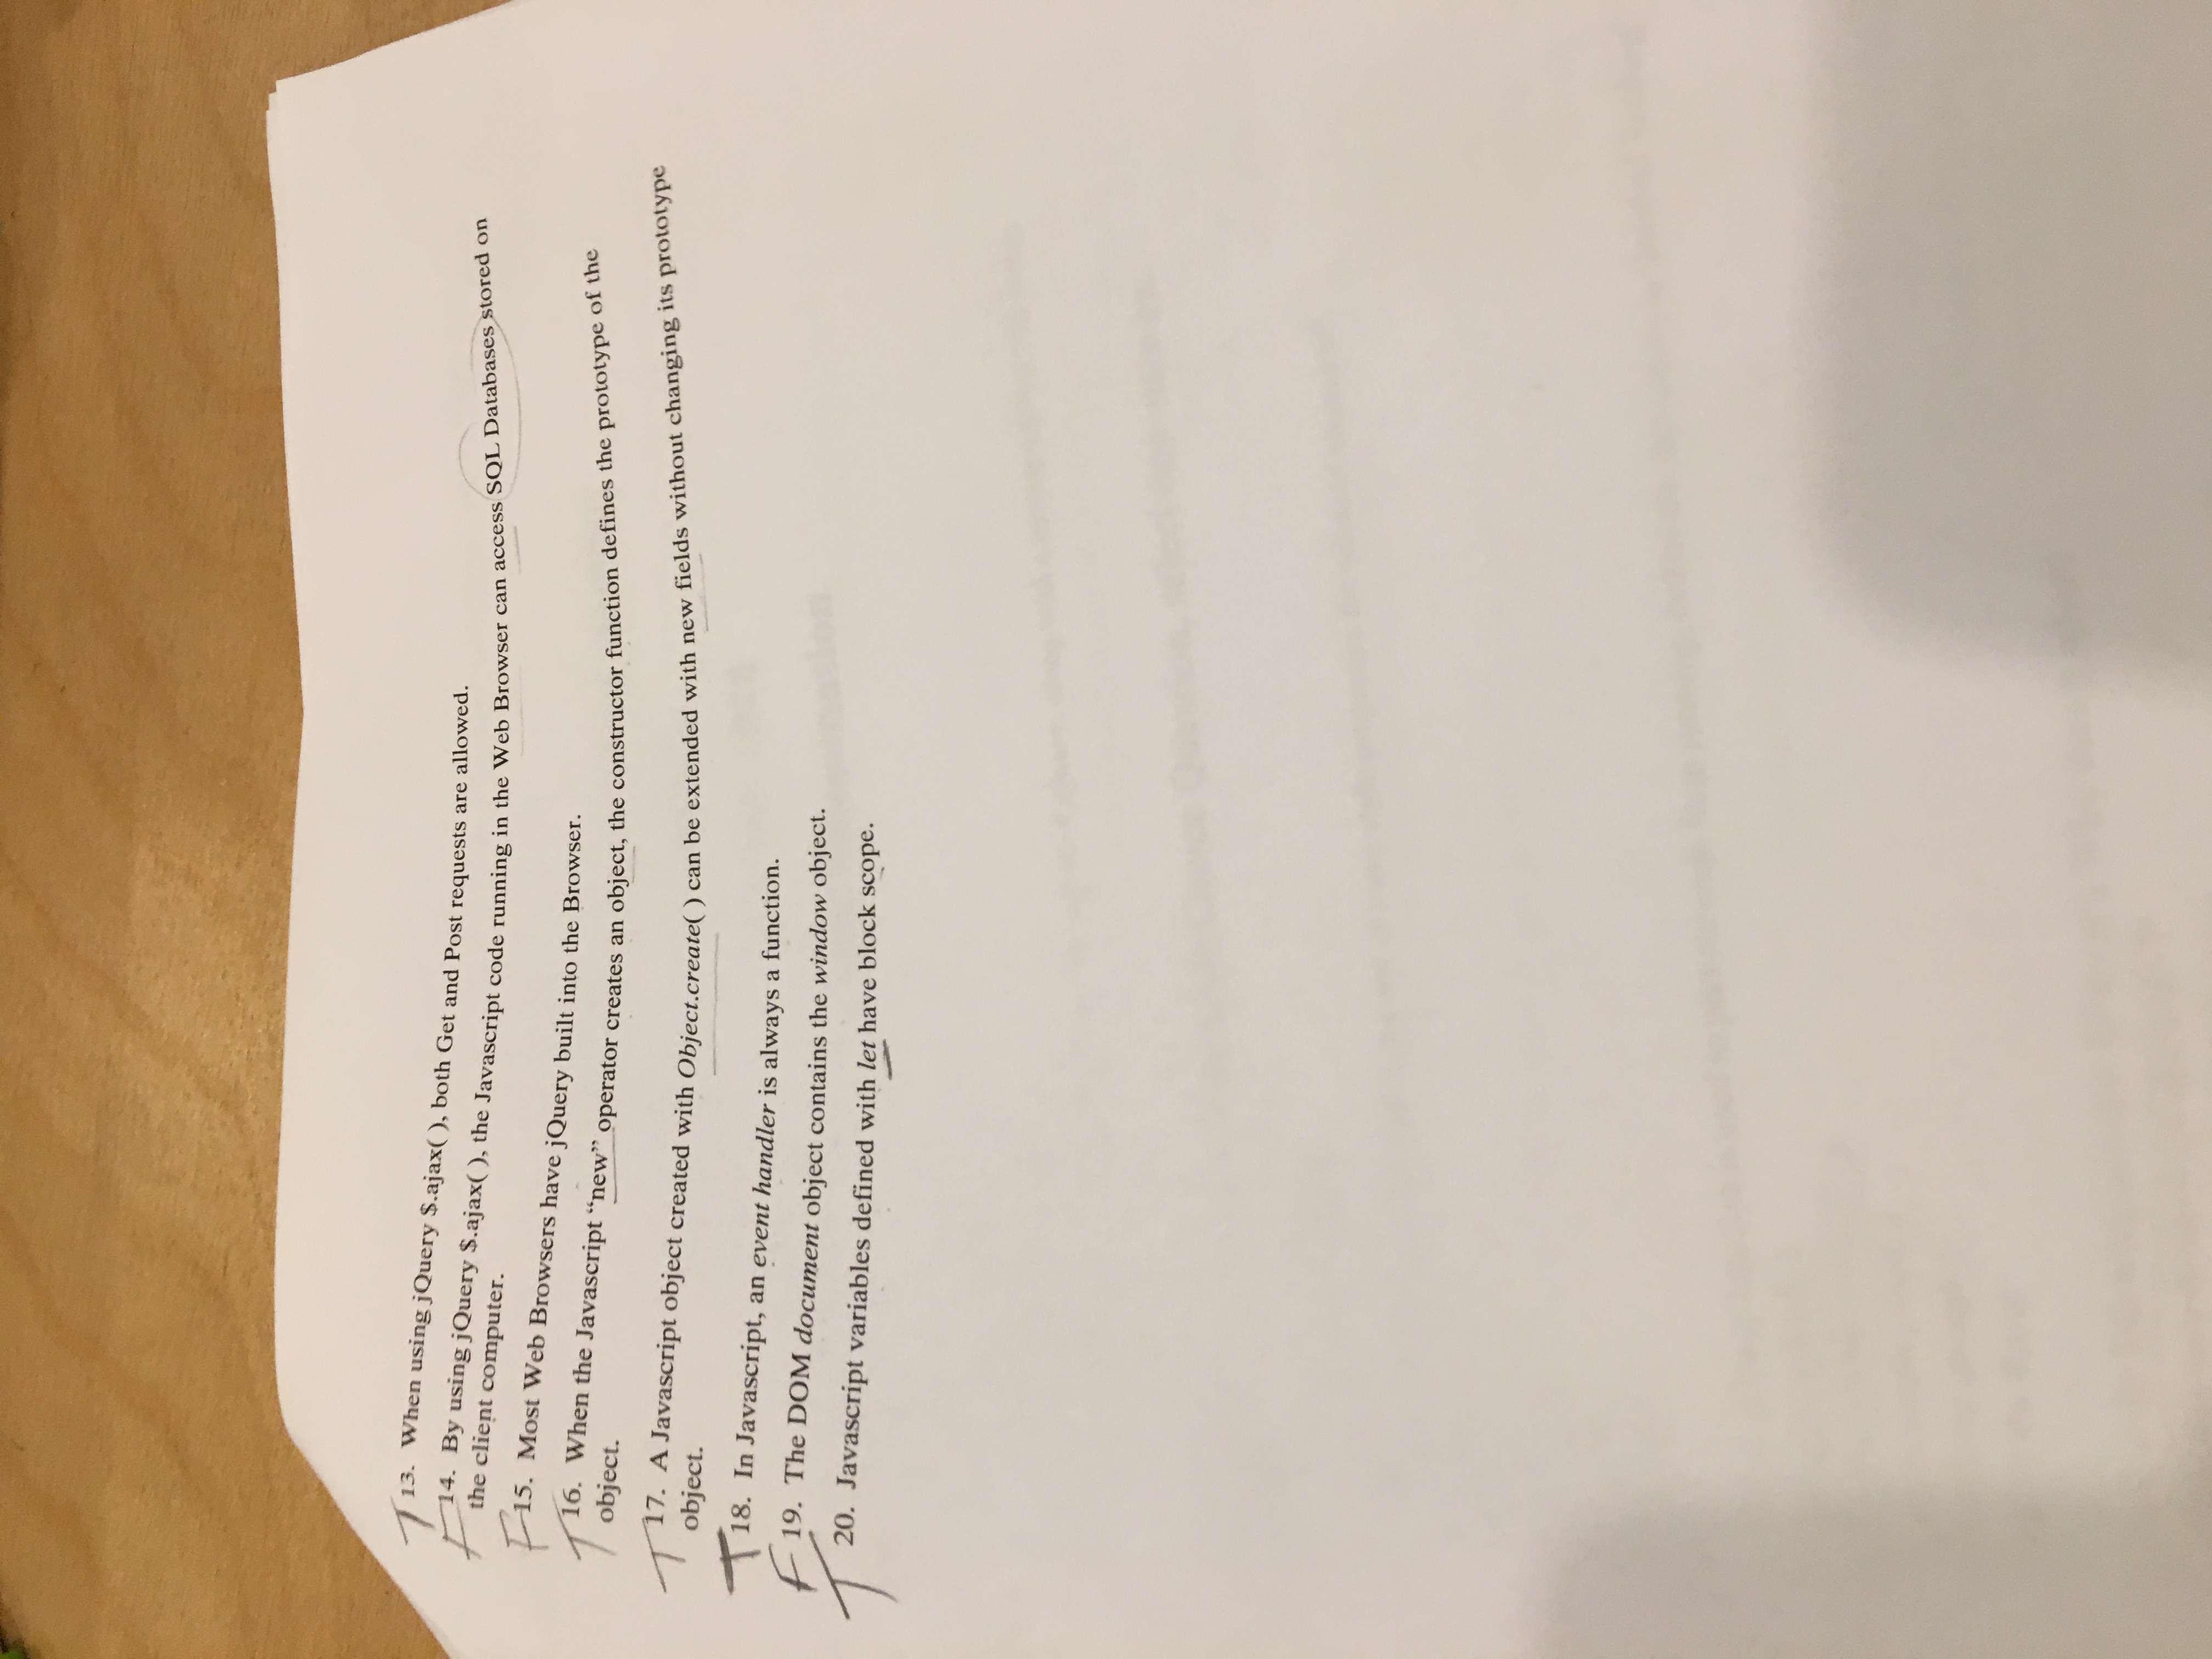 T 13. When using jQuery $.ajax( ), both Get and Post requests are allowed.
F 14. By using jQuery $.ajax( ), the Javascript code running in the Web Browser can access SQL Databases stored on
the client computer.
F 15. Most Web Browsers have jQuery built into the Browser.
T 16. When the Javascript “new” operator creates an object, the constructor function defines the prototype of the
object.
T 17. A Javascript object created with Object.create( ) can be extended with new fields without changing its prototype
object.
T 18. In Javascript, an event handler is always a function.
F 19. The DOM document object contains the window object.
T 20. Javascript variables defined with let have block scope.